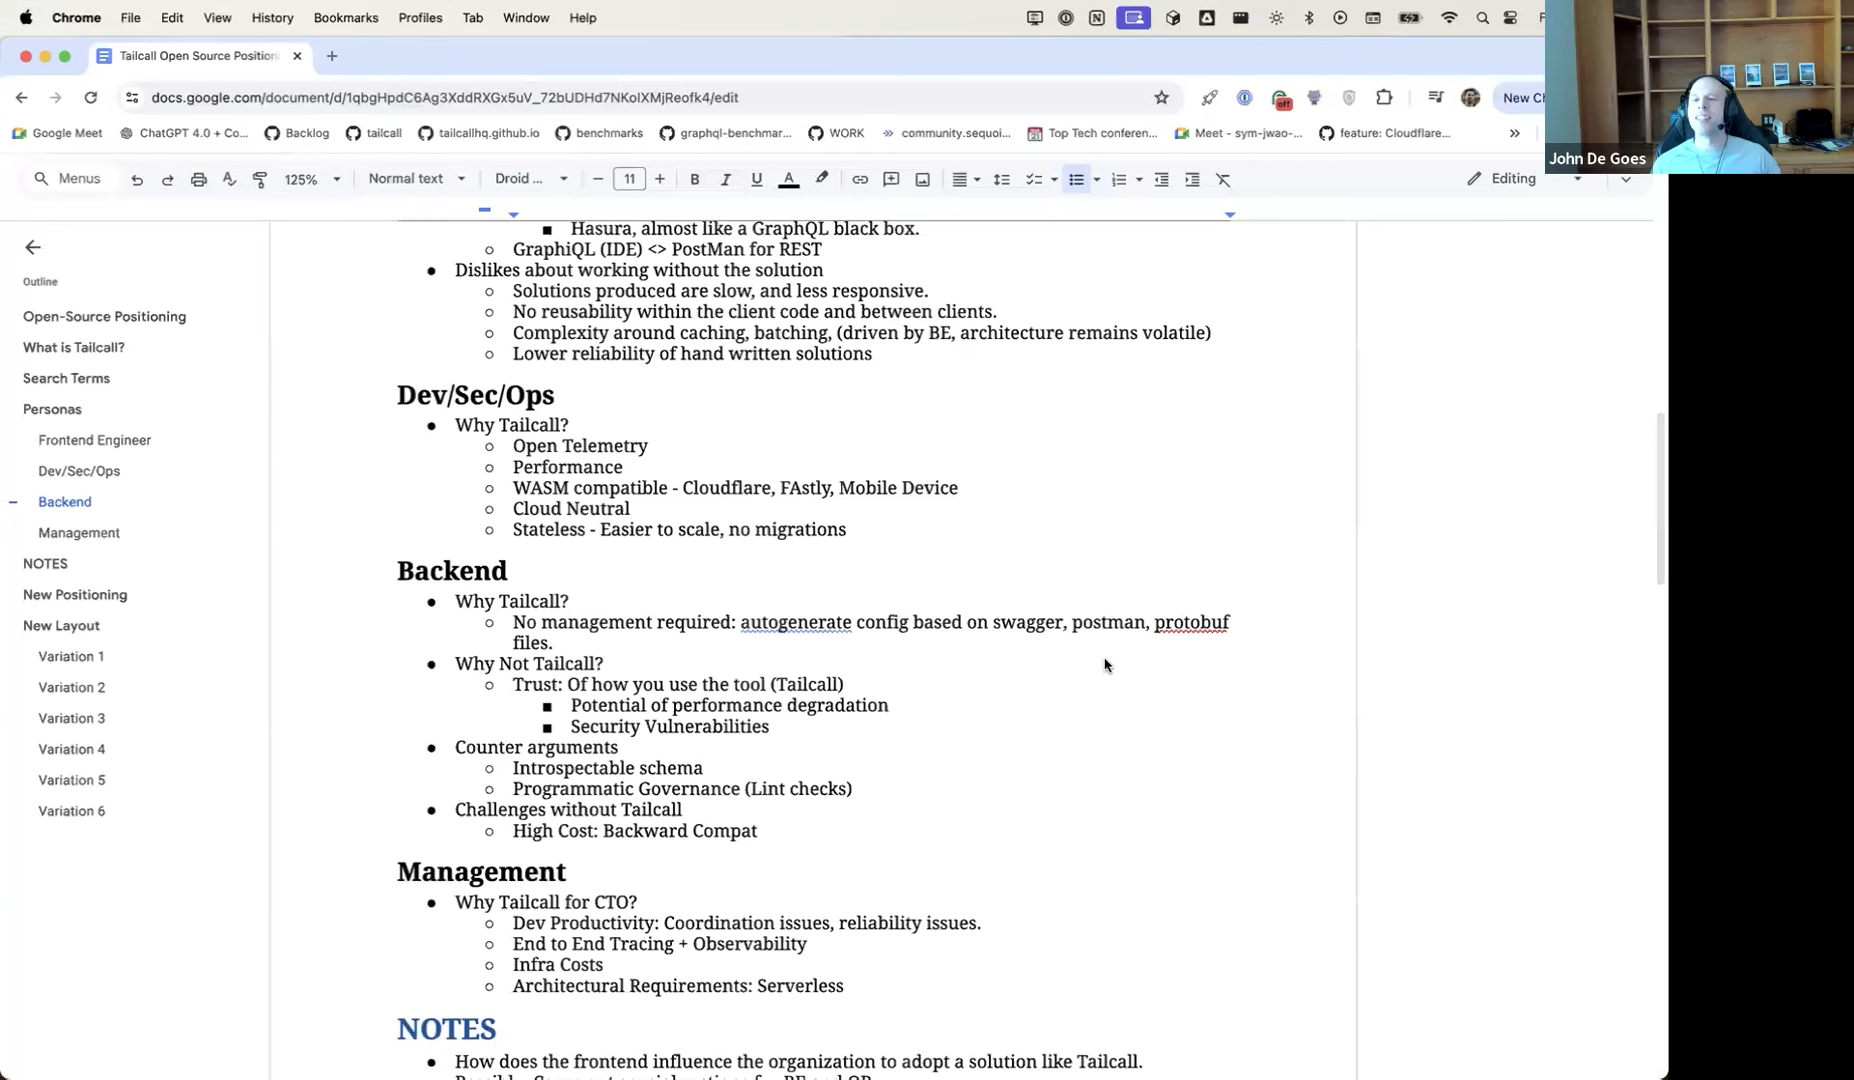 Chrome File Edit View History Bookmarks Profiles Tab Window Help
Tailcall Open Source Position
docs.google.com/document/d/1qbgHpdC6Ag3XddRXGx5uV_72bUDHd7NKolXMjReofk4/edit
off
New Ch
Google Meet ChatGPT 4.0 + Co... Backlog tailcall tailcallhq.github.io benchmarks graphql-benchmar... WORK community.sequoi... Top Tech conferen... Meet - sym-jwao-... feature: Cloudflare...
John De Goes
Menus 125% Normal text Droid ... 11 B I U A Editing
Outline
Open-Source Positioning
What is Tailcall?
Search Terms
Personas
Frontend Engineer
Dev/Sec/Ops
Backend
Management
NOTES
New Positioning
New Layout
Variation 1
Variation 2
Variation 3
Variation 4
Variation 5
Variation 6
Hasura, almost like a GraphQL black box.
GraphiQL (IDE) <> PostMan for REST
Dislikes about working without the solution
Solutions produced are slow, and less responsive.
No reusability within the client code and between clients.
Complexity around caching, batching, (driven by BE, architecture remains volatile)
Lower reliability of hand written solutions
Dev/Sec/Ops
Why Tailcall?
Open Telemetry
Performance
WASM compatible - Cloudflare, FAstly, Mobile Device
Cloud Neutral
Stateless - Easier to scale, no migrations
Backend
Why Tailcall?
No management required: autogenerate config based on swagger, postman, protobuf
files.
Why Not Tailcall?
Trust: Of how you use the tool (Tailcall)
Potential of performance degradation
Security Vulnerabilities
Counter arguments
Introspectable schema
Programmatic Governance (Lint checks)
Challenges without Tailcall
High Cost: Backward Compat
Management
Why Tailcall for CTO?
Dev Productivity: Coordination issues, reliability issues.
End to End Tracing + Observability
Infra Costs
Architectural Requirements: Serverless
NOTES
How does the frontend influence the organization to adopt a solution like Tailcall.